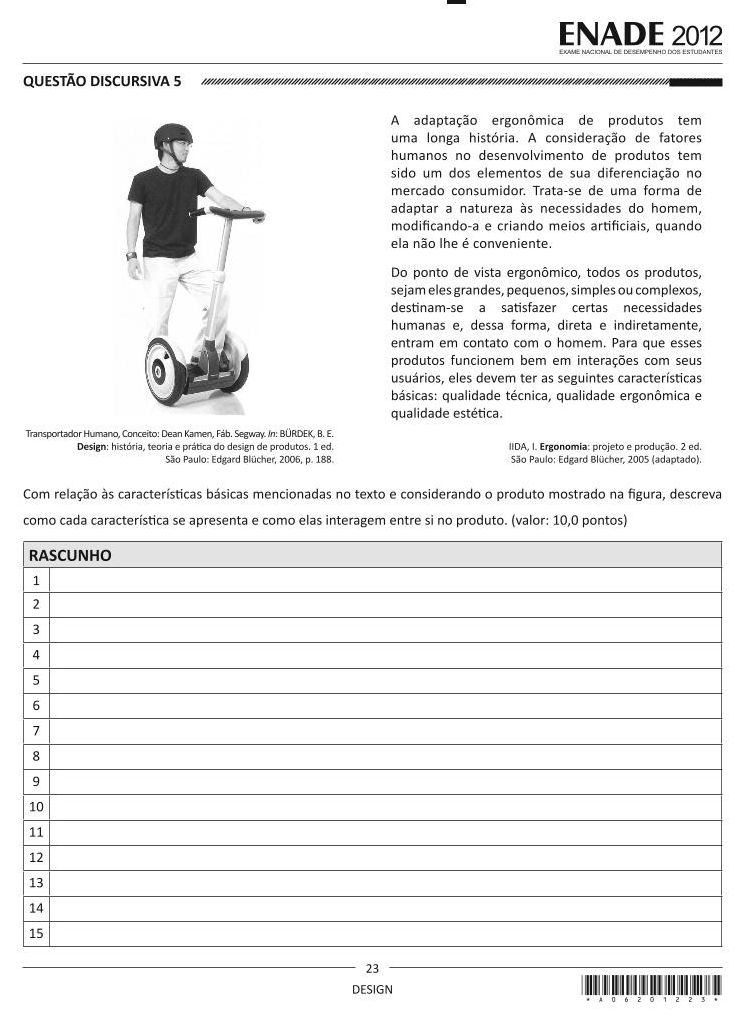 ENADE 2012
EXAME NACIONAL DE DESEMPENHO DOS ESTUDANTES
QUESTÃO DISCURSIVA 5
A adaptação ergonômica de produtos tem
uma longa história. A consideração de fatores
humanos no desenvolvimento de produtos tem
sido um dos elementos de sua diferenciação no
mercado consumidor. Trata-se de uma forma de
adaptar a natureza às necessidades do homem,
modificando-a e criando meios artificiais, quando
ela não lhe é conveniente.
Do ponto de vista ergonômico, todos os produtos,
sejam eles grandes, pequenos, simples ou complexos,
destinam-se a satisfazer certas necessidades
humanas e, dessa forma, direta e indiretamente,
entram em contato com o homem. Para que esses
produtos funcionem bem em interações com seus
usuários, eles devem ter as seguintes características
básicas: qualidade técnica, qualidade ergonômica e
qualidade estética.
Transportador Humano, Conceito: Dean Kamen, Fáb. Segway. In: BÜRDEK, B. E.
Design: história, teoria e prática do design de produtos. 1 ed.
São Paulo: Edgard Blücher, 2006, p. 188.
IIDA, I. Ergonomia: projeto e produção. 2 ed.
São Paulo: Edgard Blücher, 2005 (adaptado).
Com relação às características básicas mencionadas no texto e considerando o produto mostrado na figura, descreva
como cada característica se apresenta e como elas interagem entre si no produto. (valor: 10,0 pontos)
RASCUNHO
1
2
3
4
5
6
7
8
9
10
11
12
13
14
15
23
DESIGN
* A 0 6 2 0 1 2 2 3 *